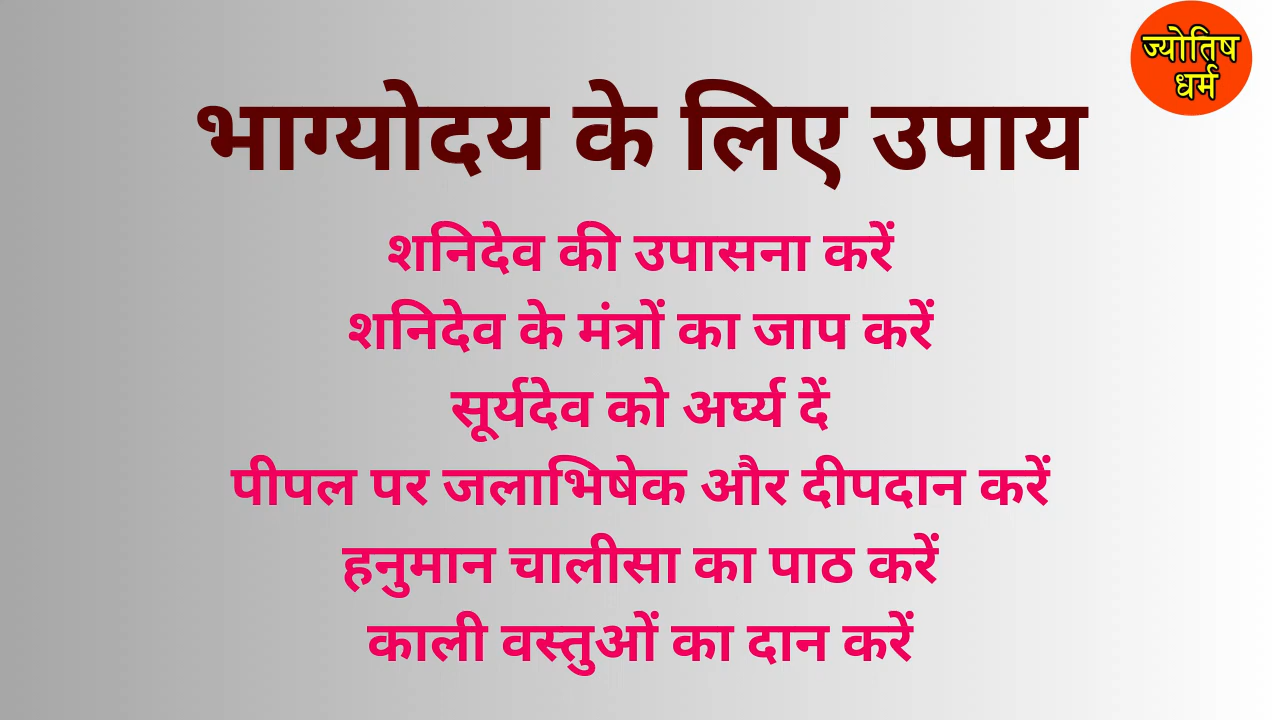 ज्योतिष
धर्म
भाग्योदय के लिए उपाय
शनिदेव की उपासना करें
शनिदेव के मंत्रों का जाप करें
सूर्यदेव को अर्घ्य दें
पीपल पर जलाभिषेक और दीपदान करें
हनुमान चालीसा का पाठ करें
काली वस्तुओं का दान करें